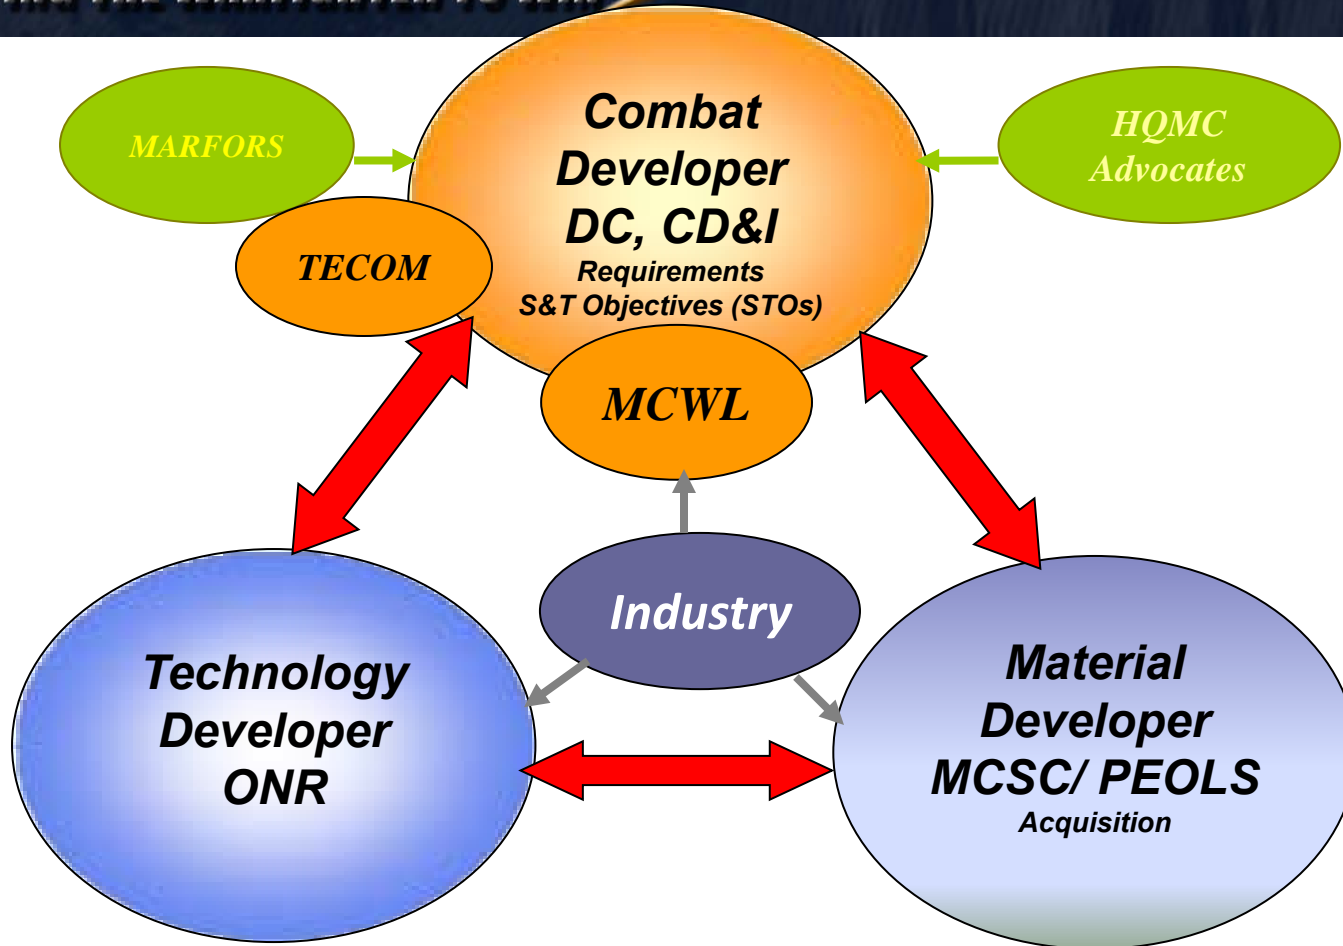 MARFORS
Combat
Developer
DC, CD&I
Requirements
S&T Objectives (STOs)
HQMC
Advocates
TECOM
MCWL
Industry
Technology
Developer
ONR
Material
Developer
MCSC/ PEOLS
Acquisition